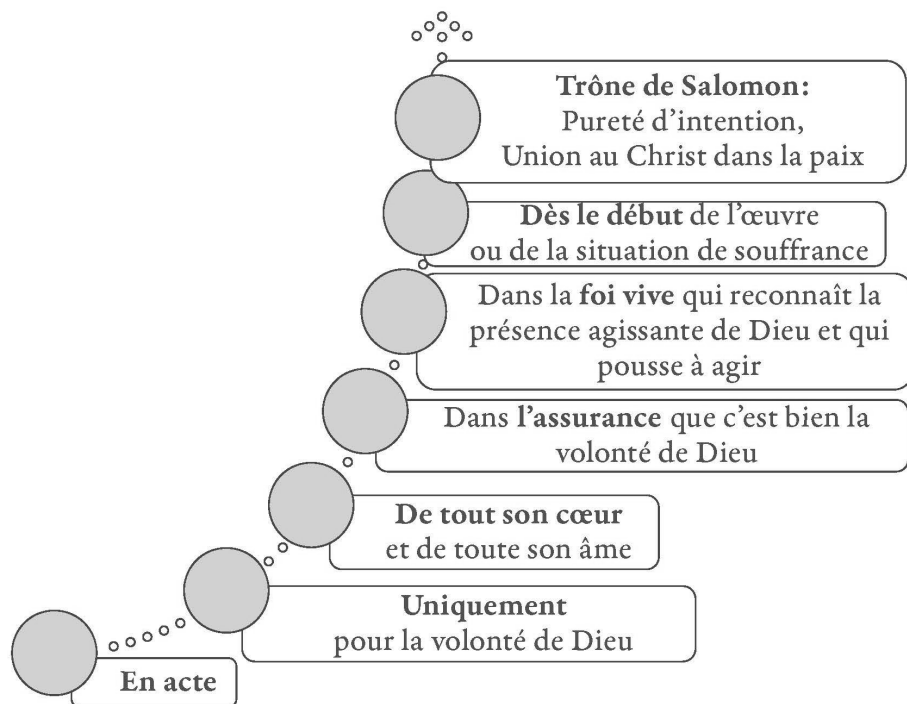 Trône de Salomon:
Pureté d’intention,
Union au Christ dans la paix
Dès le début de l’œuvre
ou de la situation de souffrance
Dans la foi vive qui reconnaît la
présence agissante de Dieu et qui
pousse à agir
Dans l’assurance que c’est bien la
volonté de Dieu
De tout son cœur
et de toute son âme
Uniquement
pour la volonté de Dieu
En acte